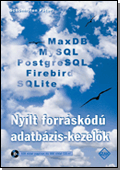 MaxDB
MySQL
PostgreSQL
Firebird
SQLite
Nyílt forráskódú
adatbázis-kezelők